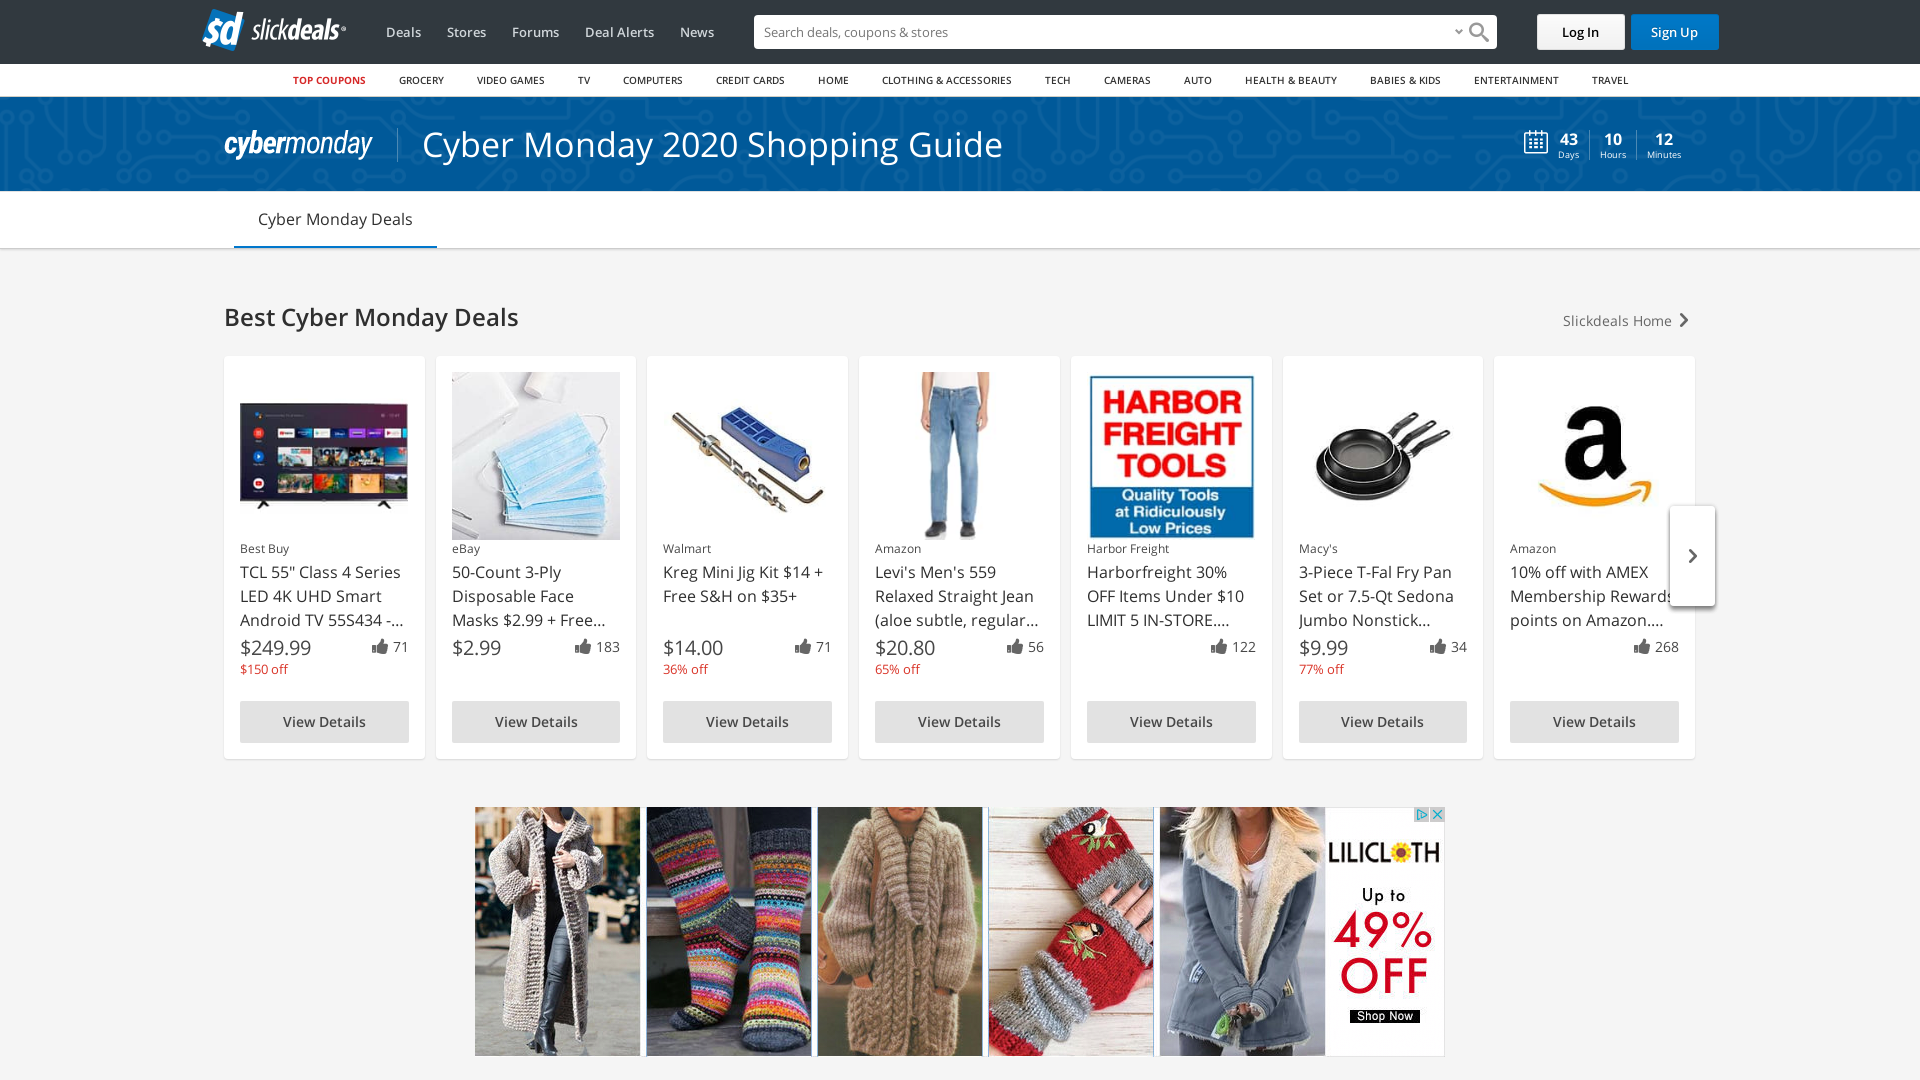 sd slickdeals
Deals
Stores
Forums
Deal Alerts
News
Search deals, coupons & stores
Log In
Sign Up
TOP COUPONS
GROCERY
VIDEO GAMES
TV
COMPUTERS
CREDIT CARDS
HOME
CLOTHING & ACCESSORIES
TECH
CAMERAS
AUTO
HEALTH & BEAUTY
BABIES & KIDS
ENTERTAINMENT
TRAVEL
cybermonday
Cyber Monday 2020 Shopping Guide
43
Days
10
Hours
12
Minutes
Cyber Monday Deals
Best Cyber Monday Deals
Slickdeals Home
Best Buy
TCL 55" Class 4 Series
LED 4K UHD Smart
Android TV 55S434 -...
$249.99
71
$150 off
View Details
eBay
50-Count 3-Ply
Disposable Face
Masks $2.99 + Free...
$2.99
183
View Details
Walmart
Kreg Mini Jig Kit $14 +
Free S&H on $35+
$14.00
71
36% off
View Details
Amazon
Levi's Men's 559
Relaxed Straight Jean
(aloe subtle, regular...
$20.80
56
65% off
View Details
HARBOR
FREIGHT
TOOLS
Quality Tools
at Ridiculously
Low Prices
Harbor Freight
Harborfreight 30%
OFF Items Under $10
LIMIT 5 IN-STORE....
122
View Details
Macy's
3-Piece T-Fal Fry Pan
Set or 7.5-Qt Sedona
Jumbo Nonstick...
$9.99
34
77% off
View Details
a
Amazon
10% off with AMEX
Membership Rewards
points on Amazon....
268
View Details
LILICLOTH
Up to
49%
OFF
Shop Now